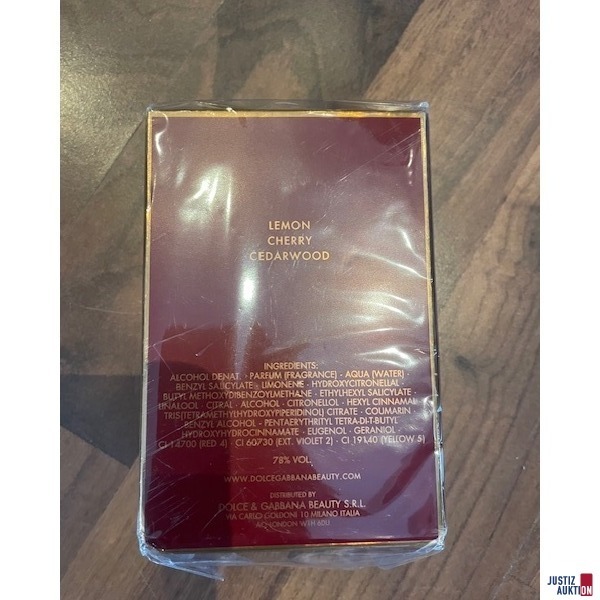 LEMON
CHERRY
CEDARWOOD
INGREDIENTS:
ALCOHOL DENAT. · PARFUM (FRAGRANCE) · AQUA (WATER) ·
BENZYL SALICYLATE · LIMONENE · HYDROXYCITRONELLAL ·
BUTYL METHOXYDIBENZOYLMETHANE · ETHYLHEXYL SALICYLATE ·
LINALOOL · CITRAL · ALCOHOL · CITRONELLOL · HEXYL CINNAMAL ·
TRIS(TETRAMETHYLHYDROXYPIPERIDINOL) CITRATE · COUMARIN ·
BENZYL ALCOHOL · PENTAERYTHRITYL TETRA-DI-T-BUTYL
HYDROXYHYDROCINNAMATE · EUGENOL · GERANIOL ·
CI 14700 (RED 4) · CI 60730 (EXT. VIOLET 2) · CI 19140 (YELLOW 5)
78% VOL.
WWW.DOLCEGABBANABEAUTY.COM
DISTRIBUTED BY
DOLCE & GABBANA BEAUTY S.R.L.
VIA CARLO GOLDONI 10 MILANO ITALIA
LONDON W1H 6DU
JUSTIZ
AUKTION